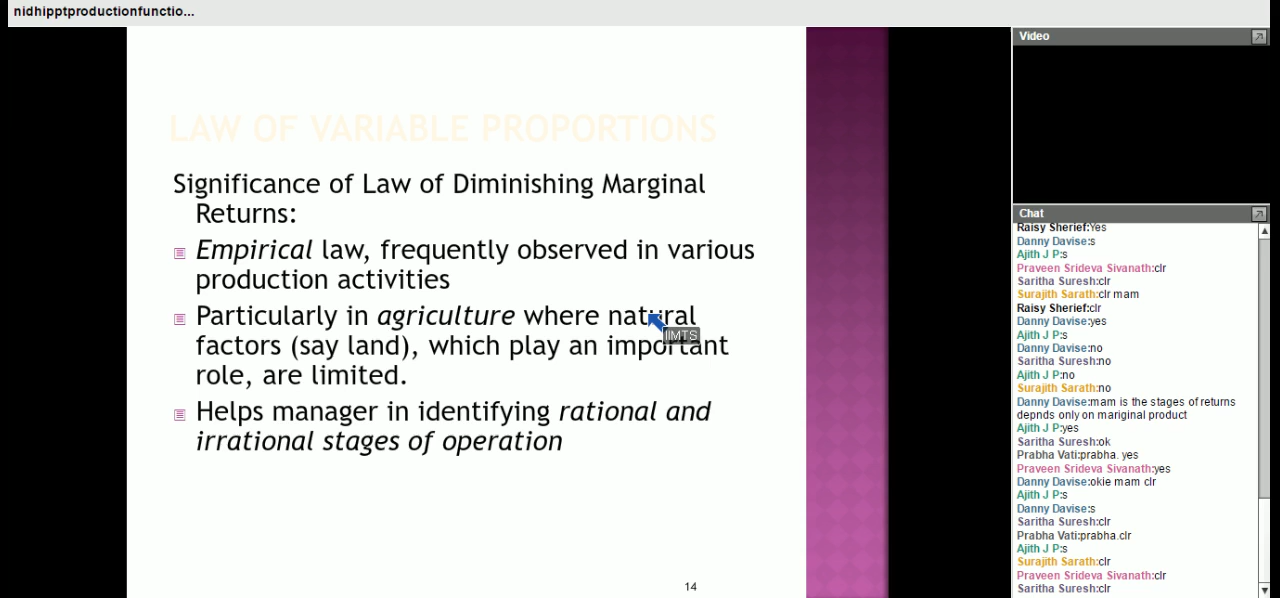 nidhipptproductionfunctio...
LAW OF VARIABLE PROPORTIONS
Significance of Law of Diminishing Marginal
Returns:
Empirical law, frequently observed in various
production activities
Particularly in agriculture where natural
factors (say land), which play an important
role, are limited.
Helps manager in identifying rational and
irrational stages of operation
14
IIMTS
Video
Chat
Raisy Sherief:Yes
Danny Davise:s
Ajith J P:s
Praveen Srideva Sivanath:clr
Saritha Suresh:clr
Surajith Sarath:clr mam
Raisy Sherief:clr
Danny Davise:yes
Ajith J P:s
Danny Davise:no
Saritha Suresh:no
Ajith J P:no
Surajith Sarath:no
Danny Davise:mam is the stages of returns
depnds only on mariginal product
Ajith J P:yes
Saritha Suresh:ok
Prabha Vati:prabha. yes
Praveen Srideva Sivanath:yes
Danny Davise:okie mam clr
Ajith J P:s
Danny Davise:s
Saritha Suresh:clr
Prabha Vati:prabha.clr
Ajith J P:s
Surajith Sarath:clr
Praveen Srideva Sivanath:clr
Saritha Suresh:clr